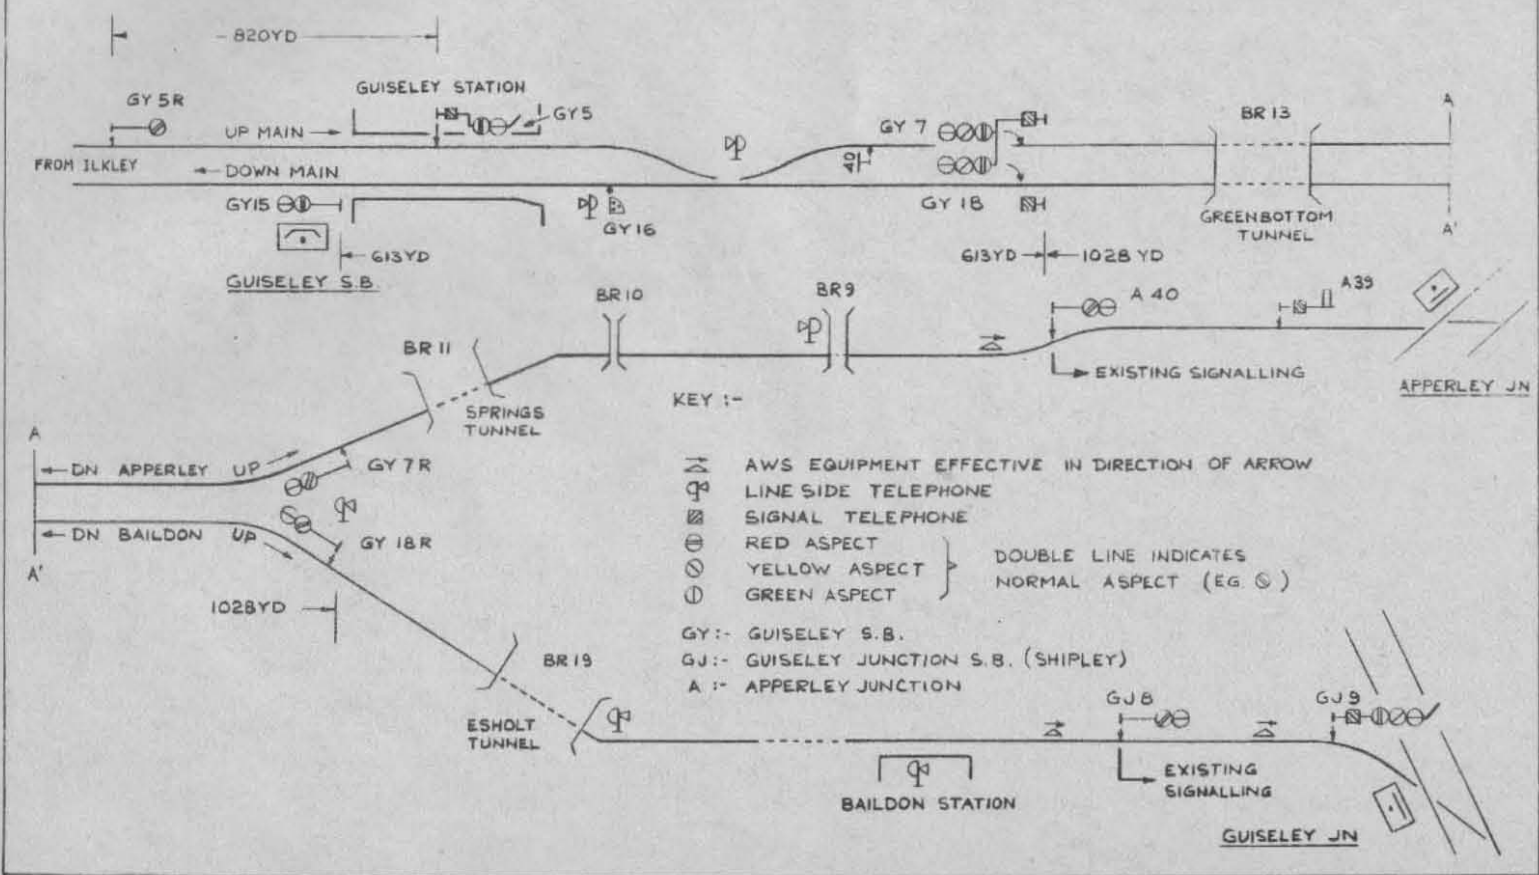 820YD
GY 5R
GUISELEY STATION
GY5
UP MAIN
FROM ILKLEY
DOWN MAIN
GY15
GUISELEY S.B.
613YD
GY16
40
GY 7
GY 18
BR 13
GREENBOTTOM
TUNNEL
A
A'
613YD
1028 YD
BR 10
BR 9
A 40
A39
EXISTING SIGNALLING
APPERLEY JN
BR 11
SPRINGS
TUNNEL
A
DN APPERLEY UP
GY 7R
DN BAILDON UP
GY 18R
A'
1028YD
BR 19
ESHOLT
TUNNEL
KEY :-
AWS EQUIPMENT EFFECTIVE IN DIRECTION OF ARROW
LINE SIDE TELEPHONE
SIGNAL TELEPHONE
RED ASPECT
YELLOW ASPECT
GREEN ASPECT
DOUBLE LINE INDICATES
NORMAL ASPECT (EG. )
GY :- GUISELEY S.B.
GJ :- GUISELEY JUNCTION S.B. (SHIPLEY)
A :- APPERLEY JUNCTION
BAILDON STATION
GJ 8
EXISTING
SIGNALLING
GJ 9
GUISELEY JN